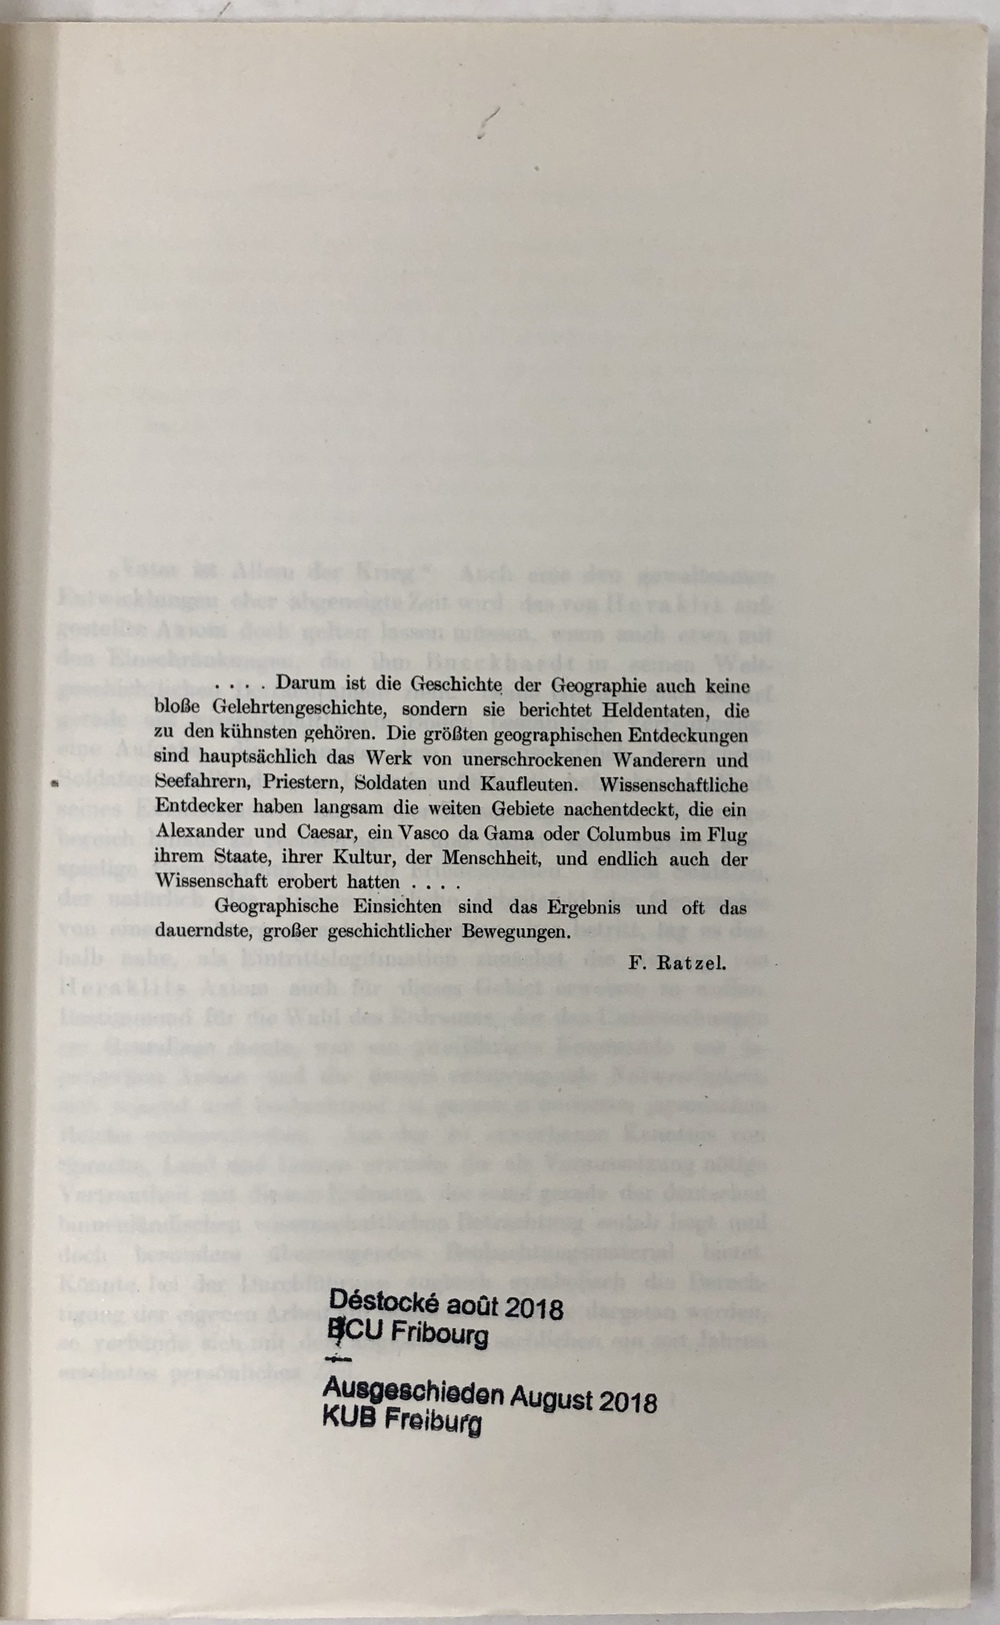 . . . . Darum ist die Geschichte der Geographie auch keine
bloße Gelehrtengeschichte, sondern sie berichtet Heldentaten, die
zu den kühnsten gehören. Die größten geographischen Entdeckungen
sind hauptsächlich das Werk von unerschrockenen Wanderern und
Seefahrern, Priestern, Soldaten und Kaufleuten. Wissenschaftliche
Entdecker haben langsam die weiten Gebiete nachentdeckt, die ein
Alexander und Caesar, ein Vasco da Gama oder Columbus im Flug
ihrem Staate, ihrer Kultur, der Menschheit, und endlich auch der
Wissenschaft erobert hatten . . . .
Geographische Einsichten sind das Ergebnis und oft das
dauerndste, großer geschichtlicher Bewegungen.
F. Ratzel.
Déstocké août 2018
BCU Fribourg
Ausgeschieden August 2018
KUB Freiburg